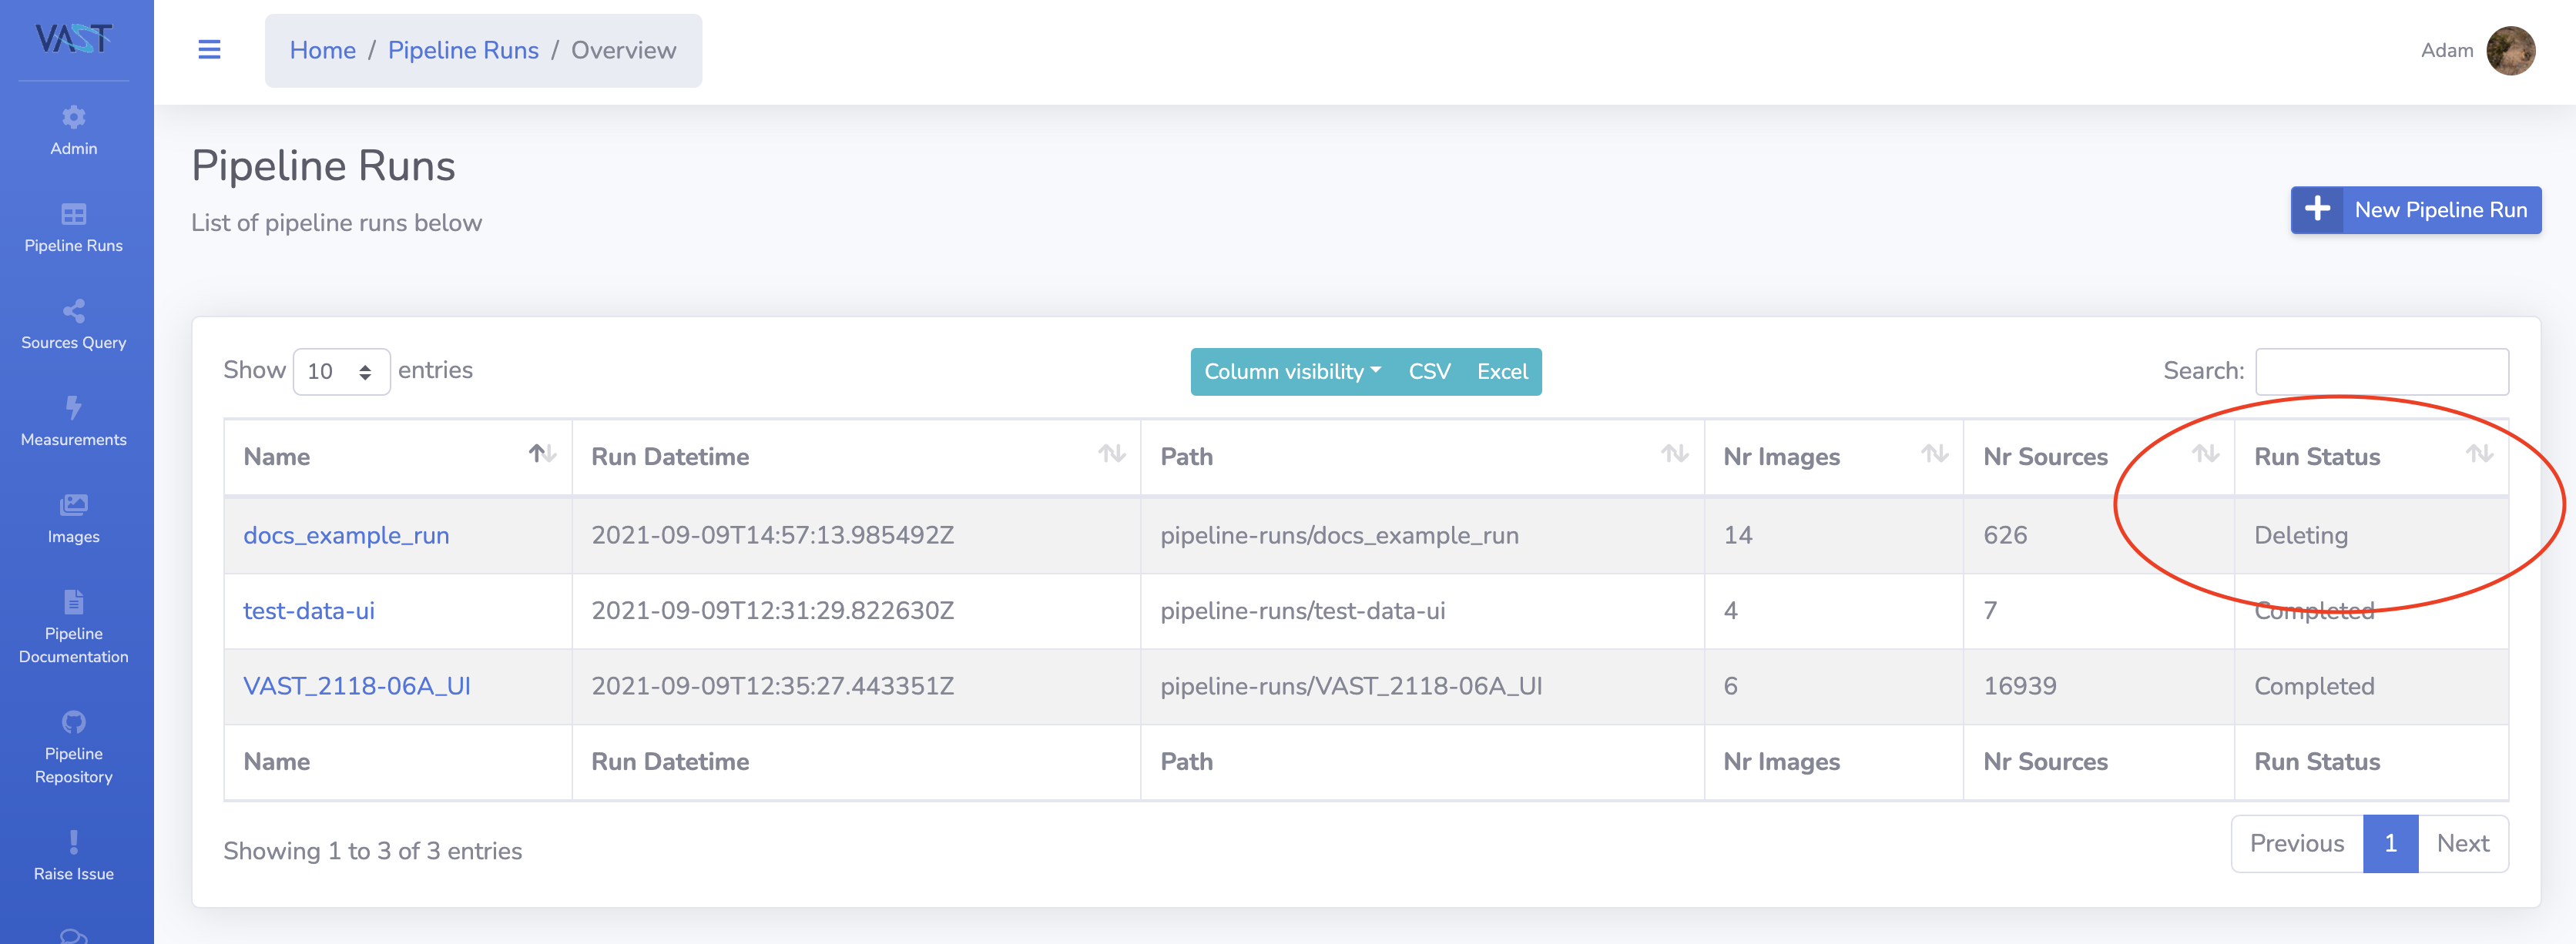 VAST
Home / Pipeline Runs / Overview
Adam
Admin
Pipeline Runs
Sources Query
Measurements
Images
Pipeline
Documentation
Pipeline
Repository
Raise Issue
Pipeline Runs
List of pipeline runs below
New Pipeline Run
Show 10 entries
Column visibility CSV Excel
Search:
Name Run Datetime Path Nr Images Nr Sources Run Status
docs_example_run 2021-09-09T14:57:13.985492Z pipeline-runs/docs_example_run 14 626 Deleting
test-data-ui 2021-09-09T12:31:29.822630Z pipeline-runs/test-data-ui 4 7 Completed
VAST_2118-06A_UI 2021-09-09T12:35:27.443351Z pipeline-runs/VAST_2118-06A_UI 6 16939 Completed
Name Run Datetime Path Nr Images Nr Sources Run Status
Showing 1 to 3 of 3 entries
Previous 1 Next